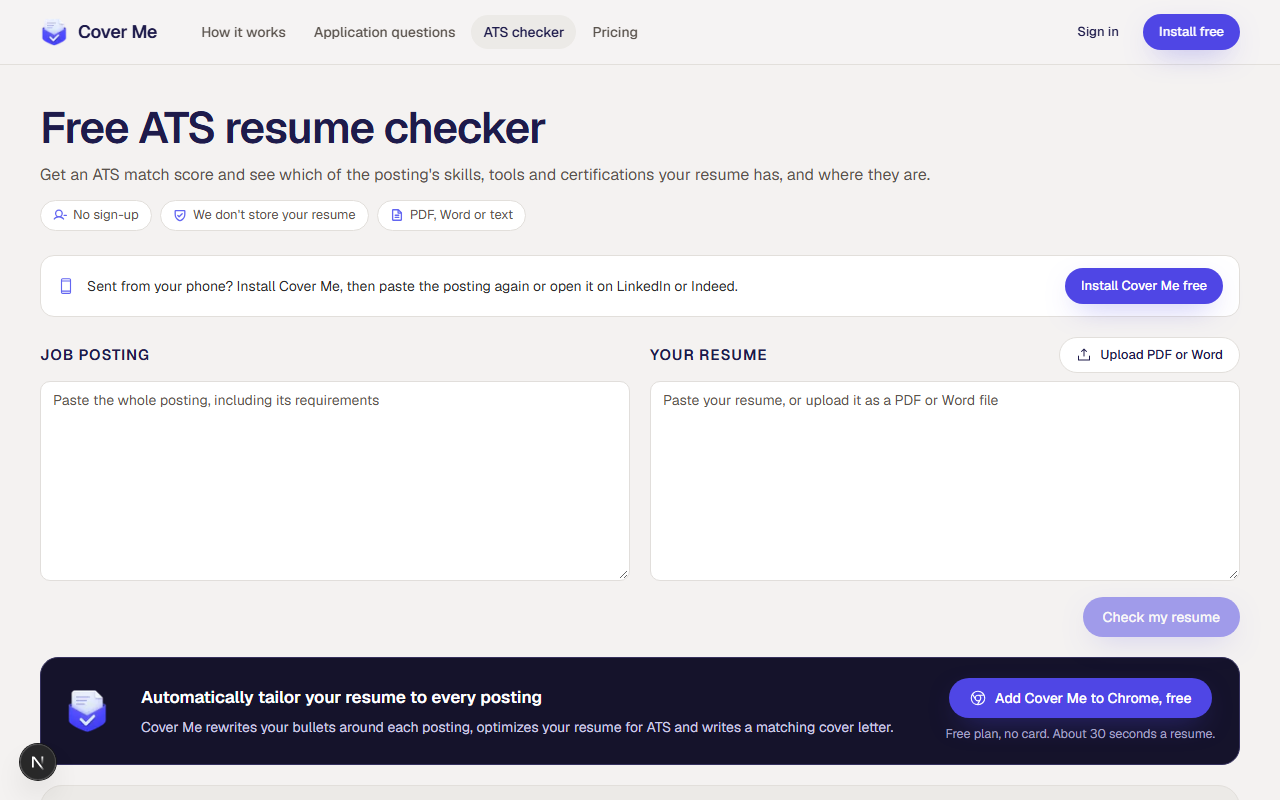 Cover Me
How it works
Application questions
ATS checker
Pricing
Sign in
Install free
Free ATS resume checker
Get an ATS match score and see which of the posting's skills, tools and certifications your resume has, and where they are.
No sign-up
We don't store your resume
PDF, Word or text
Sent from your phone? Install Cover Me, then paste the posting again or open it on LinkedIn or Indeed.
Install Cover Me free
JOB POSTING
YOUR RESUME
Upload PDF or Word
Paste the whole posting, including its requirements
Paste your resume, or upload it as a PDF or Word file
Check my resume
Automatically tailor your resume to every posting
Cover Me rewrites your bullets around each posting, optimizes your resume for ATS and writes a matching cover letter.
Add Cover Me to Chrome, free
Free plan, no card. About 30 seconds a resume.
N